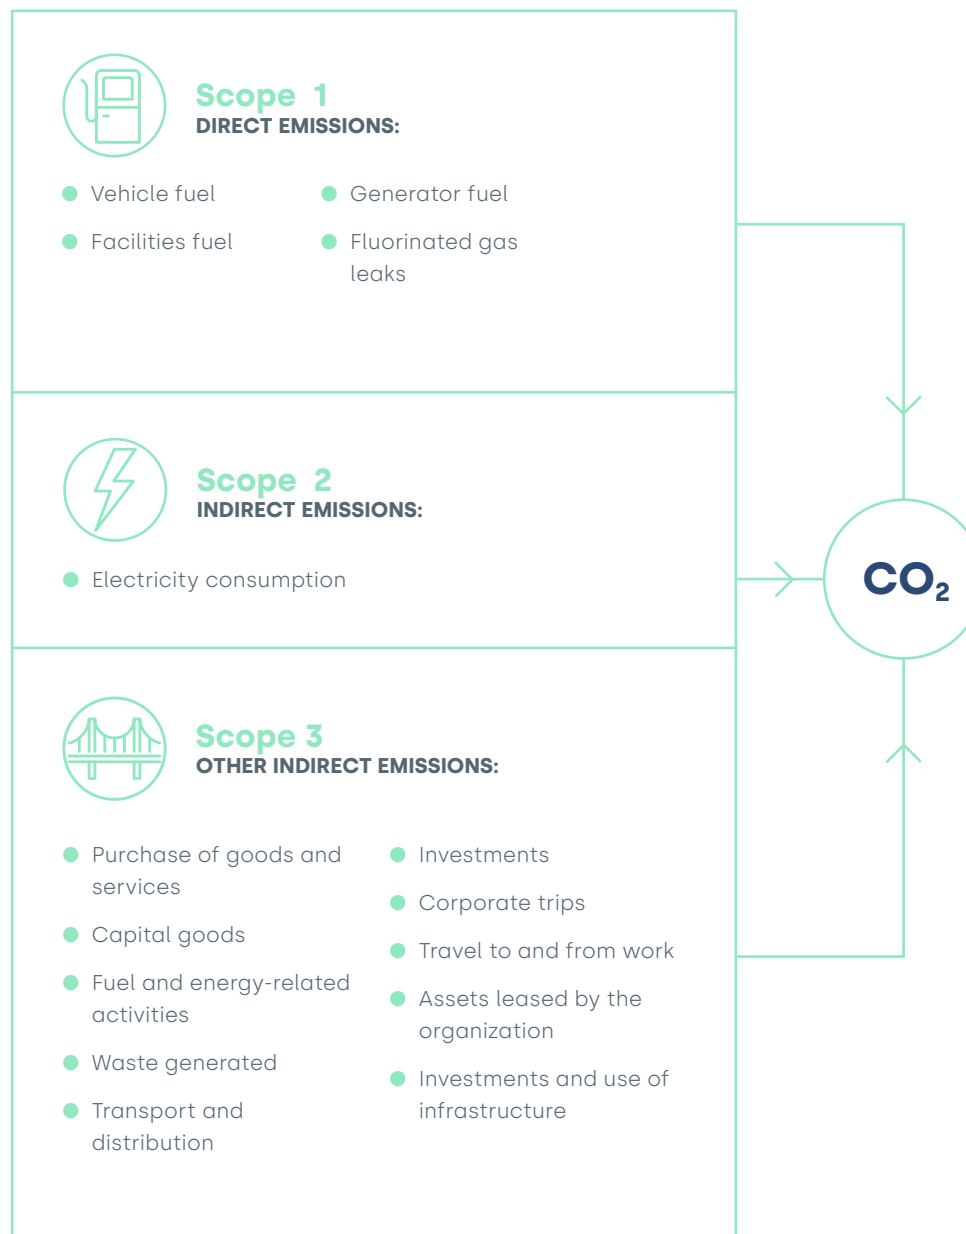 Scope 1
DIRECT EMISSIONS:
Vehicle fuel
Facilities fuel
Generator fuel
Fluorinated gas
leaks
Scope 2
INDIRECT EMISSIONS:
Electricity consumption
Scope 3
OTHER INDIRECT EMISSIONS:
Purchase of goods and
services
Capital goods
Fuel and energy-related
activities
Waste generated
Transport and
distribution
Investments
Corporate trips
Travel to and from work
Assets leased by the
organization
Investments and use of
infrastructure
CO₂